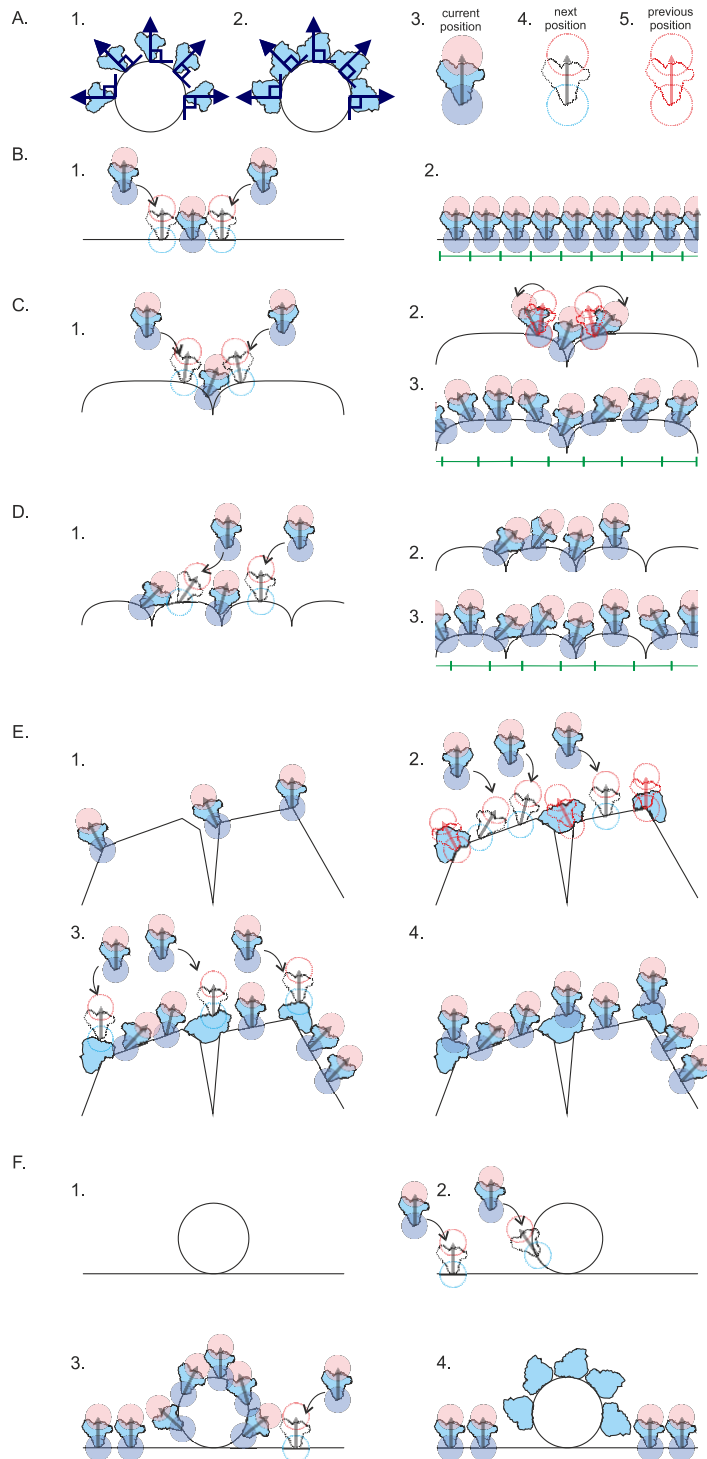 A.
1.
2.
3.
current
position
4.
next
position
5.
previous
position
B.
1.
2.
C.
1.
2.
3.
D.
1.
2.
3.
E.
1.
2.
3.
4.
F.
1.
2.
3.
4.